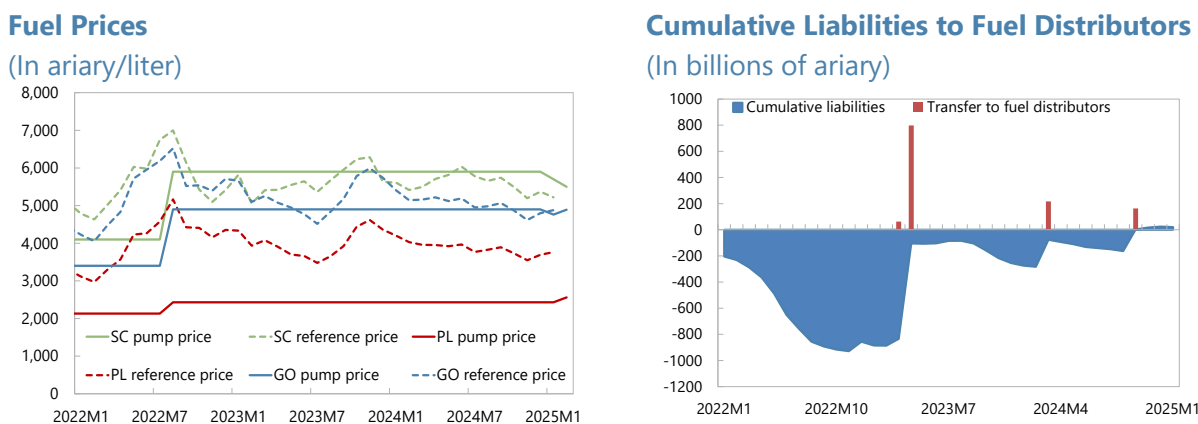 Fuel Prices
(In ariary/liter)
8,000
7,000
6,000
5,000
4,000
3,000
2,000
1,000
0
SC pump price SC reference price PL pump price
PL reference price GO pump price GO reference price
2022M1 2022M7 2023M1 2023M7 2024M1 2024M7 2025M1
Cumulative Liabilities to Fuel Distributors
(In billions of ariary)
1000
800
600
400
200
0
-200
-400
-600
-800
-1000
-1200
Cumulative liabilities Transfer to fuel distributors
2022M1 2022M10 2023M7 2024M4 2025M1